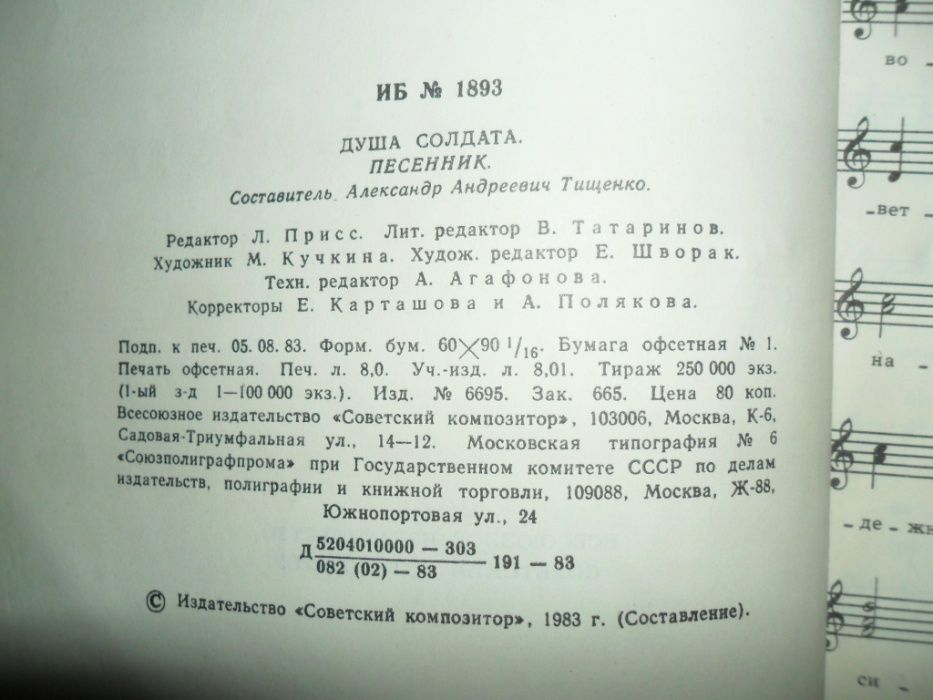 ИБ № 1893
ДУША СОЛДАТА.
ПЕСЕННИК.
Составитель Александр Андреевич Тищенко.
Редактор Л. Присс. Лит. редактор В. Татаринов.
Художник М. Кучкина. Худож. редактор Е. Шворак.
Техн. редактор А. Агафонова.
Корректоры Е. Карташова и А. Полякова.
Подп. к печ. 05. 08. 83. Форм. бум. 60×90 1/16. Бумага офсетная № 1.
Печать офсетная. Печ. л. 8,0. Уч.-изд. л. 8,01. Тираж 250 000 экз.
(1-ый з-д 1—100 000 экз.). Изд. № 6695. Зак. 665. Цена 80 коп.
Всесоюзное издательство «Советский композитор», 103006, Москва, К-6,
Садовая-Триумфальная ул., 14—12. Московская типография № 6
«Союзполиграфпрома» при Государственном комитете СССР по делам
издательств, полиграфии и книжной торговли, 109088, Москва, Ж-88,
Южнопортовая ул., 24
Д 5204010000 — 303
082 (02) — 83
191 — 83
© Издательство «Советский композитор», 1983 г. (Составление).
во -
-вет -
на -
- де - жн
си -